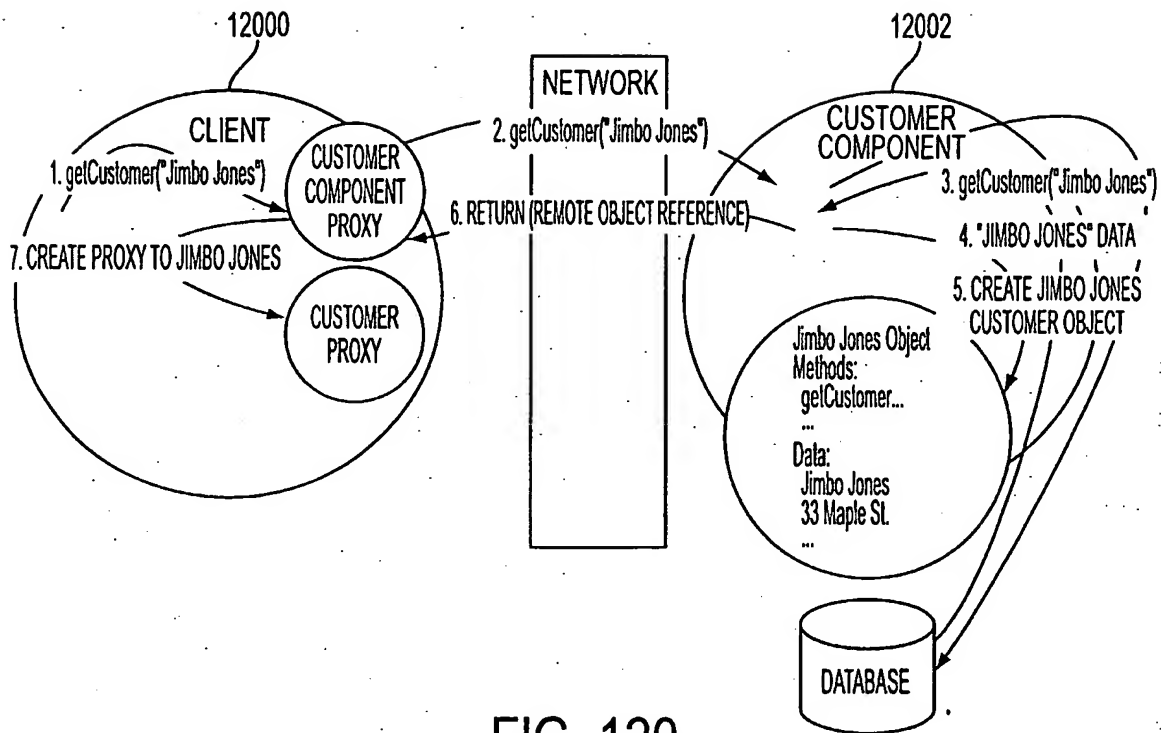 12000
12002
NETWORK
CLIENT
1. getCustomer("Jimbo Jones")
CUSTOMER
COMPONENT
PROXY
2. getCustomer("Jimbo Jones")
CUSTOMER
COMPONENT
3. getCustomer("Jimbo Jones")
6. RETURN (REMOTE OBJECT REFERENCE)
4. "JIMBO JONES" DATA
7. CREATE PROXY TO JIMBO JONES
5. CREATE JIMBO JONES
CUSTOMER OBJECT
CUSTOMER
PROXY
Jimbo Jones Object
Methods:
getCustomer...
...
Data:
Jimbo Jones
33 Maple St.
...
DATABASE
FIG. 120